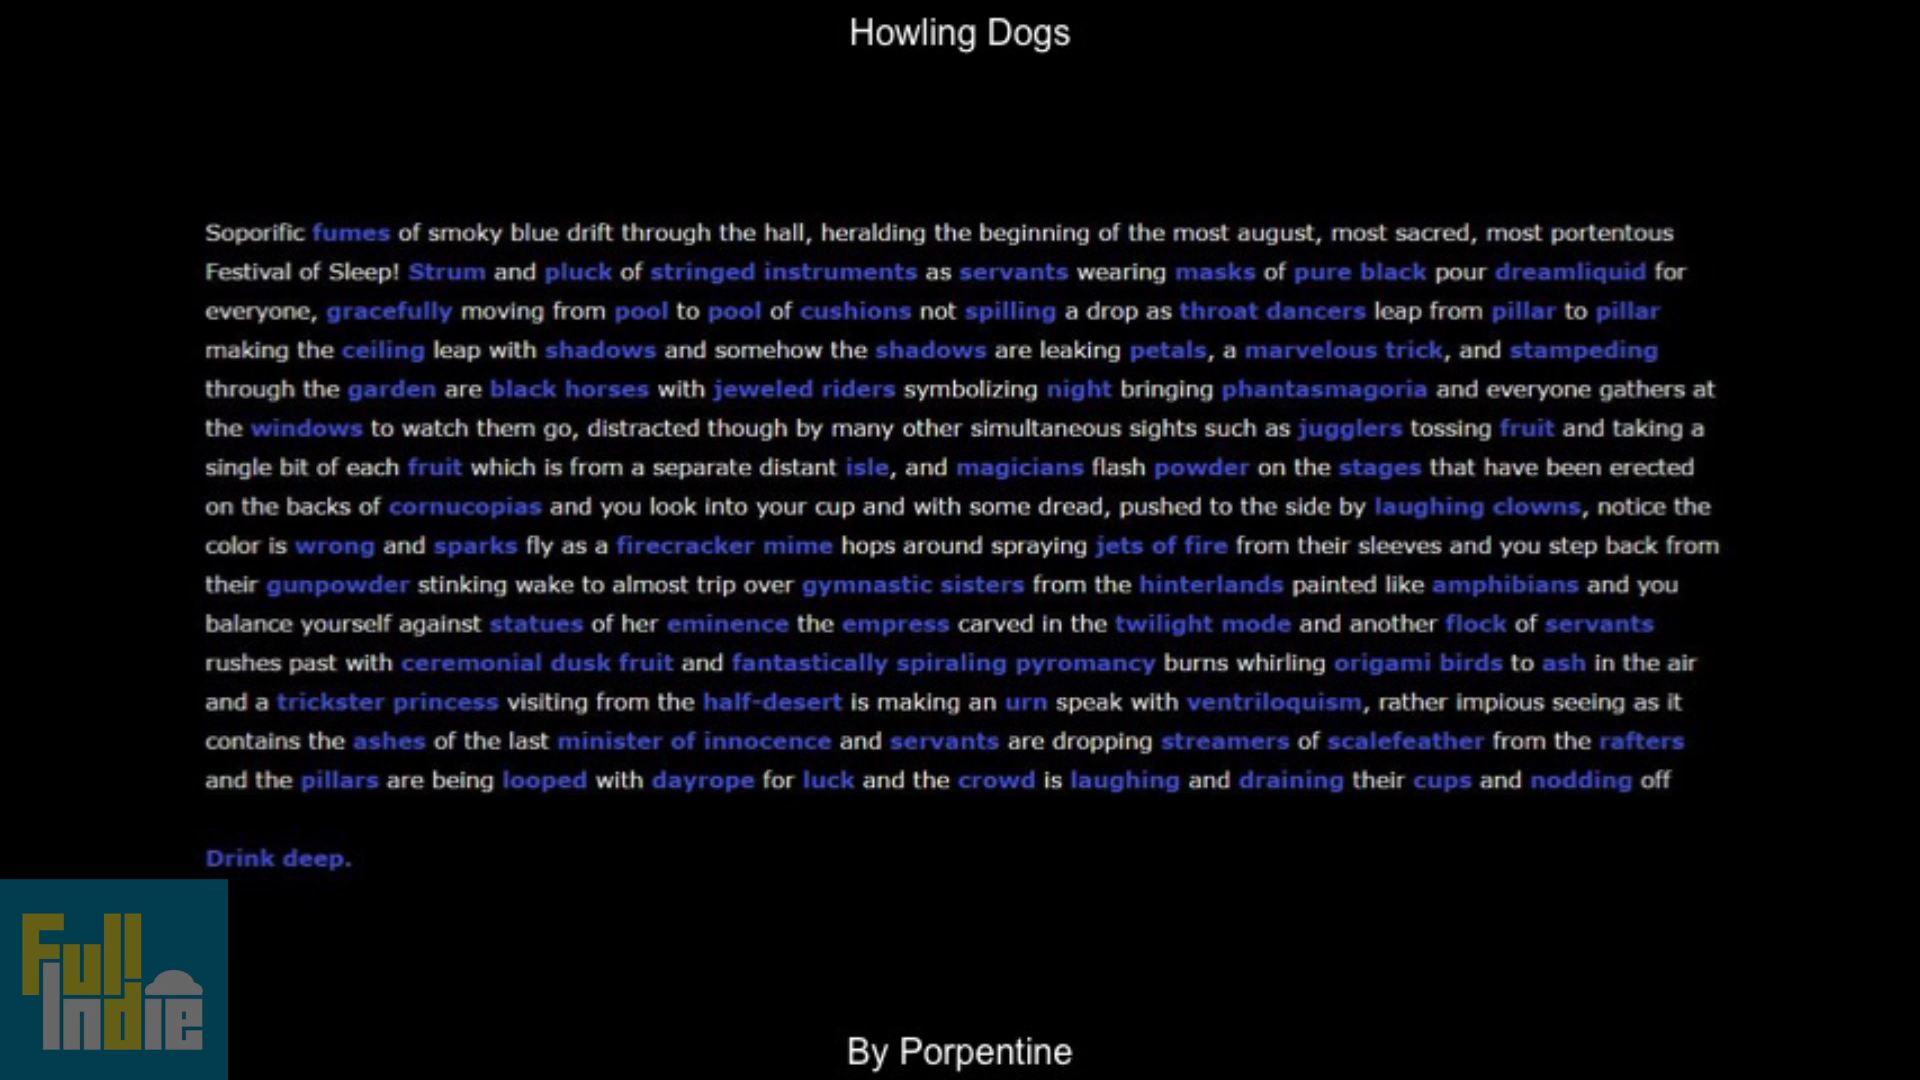 Howling Dogs
Soporific fumes of smoky blue drift through the hall, heralding the beginning of the most august, most sacred, most portentous
Festival of Sleep! Strum and pluck of stringed instruments as servants wearing masks of pure black pour dreamliquid for
everyone, gracefully moving from pool to pool of cushions not spilling a drop as throat dancers leap from pillar to pillar
making the ceiling leap with shadows and somehow the shadows are leaking petals, a marvelous trick, and stampeding
through the garden are black horses with jeweled riders symbolizing night bringing phantasmagoria and everyone gathers at
the windows to watch them go, distracted though by many other simultaneous sights such as jugglers tossing fruit and taking a
single bit of each fruit which is from a separate distant isle, and magicians flash powder on the stages that have been erected
on the backs of cornucopias and you look into your cup and with some dread, pushed to the side by laughing clowns, notice the
color is wrong and sparks fly as a firecracker mime hops around spraying jets of fire from their sleeves and you step back from
their gunpowder stinking wake to almost trip over gymnastic sisters from the hinterlands painted like amphibians and you
balance yourself against statues of her eminence the empress carved in the twilight mode and another flock of servants
rushes past with ceremonial dusk fruit and fantastically spiraling pyromancy burns whirling origami birds to ash in the air
and a trickster princess visiting from the half-desert is making an urn speak with ventriloquism, rather impious seeing as it
contains the ashes of the last minister of innocence and servants are dropping streamers of scalefeather from the rafters
and the pillars are being looped with dayrope for luck and the crowd is laughing and draining their cups and nodding off
Drink deep.
Full
Indie
By Porpentine